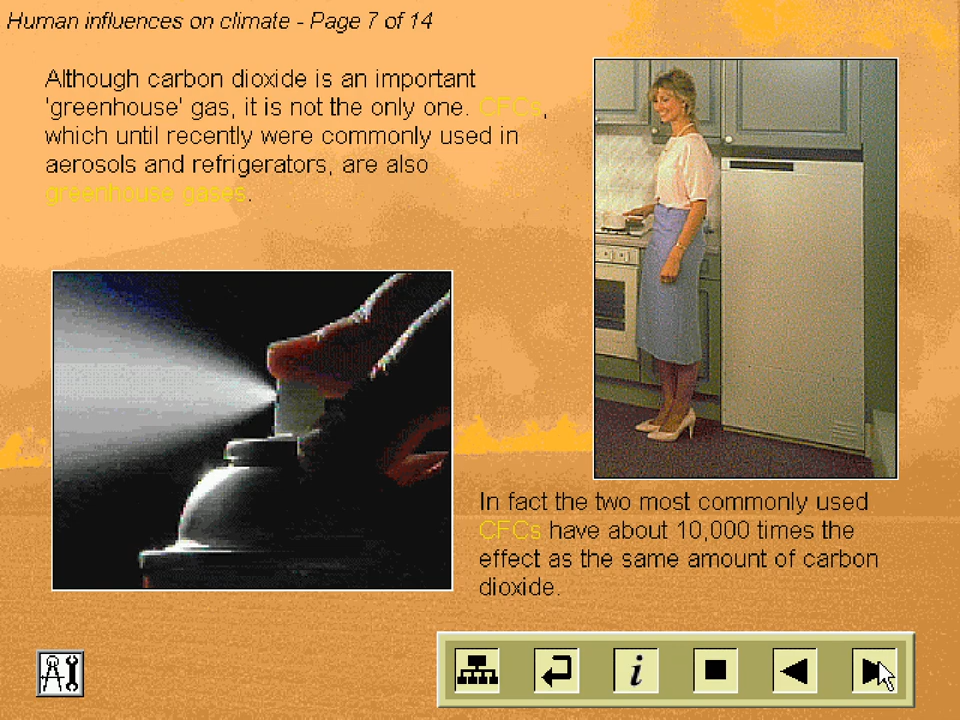 Human influences on climate - Page 7 of 14
Although carbon dioxide is an important
'greenhouse' gas, it is not the only one. CFCs,
which until recently were commonly used in
aerosols and refrigerators, are also
greenhouse gases.
In fact the two most commonly used
CFCs have about 10,000 times the
effect as the same amount of carbon
dioxide.
i